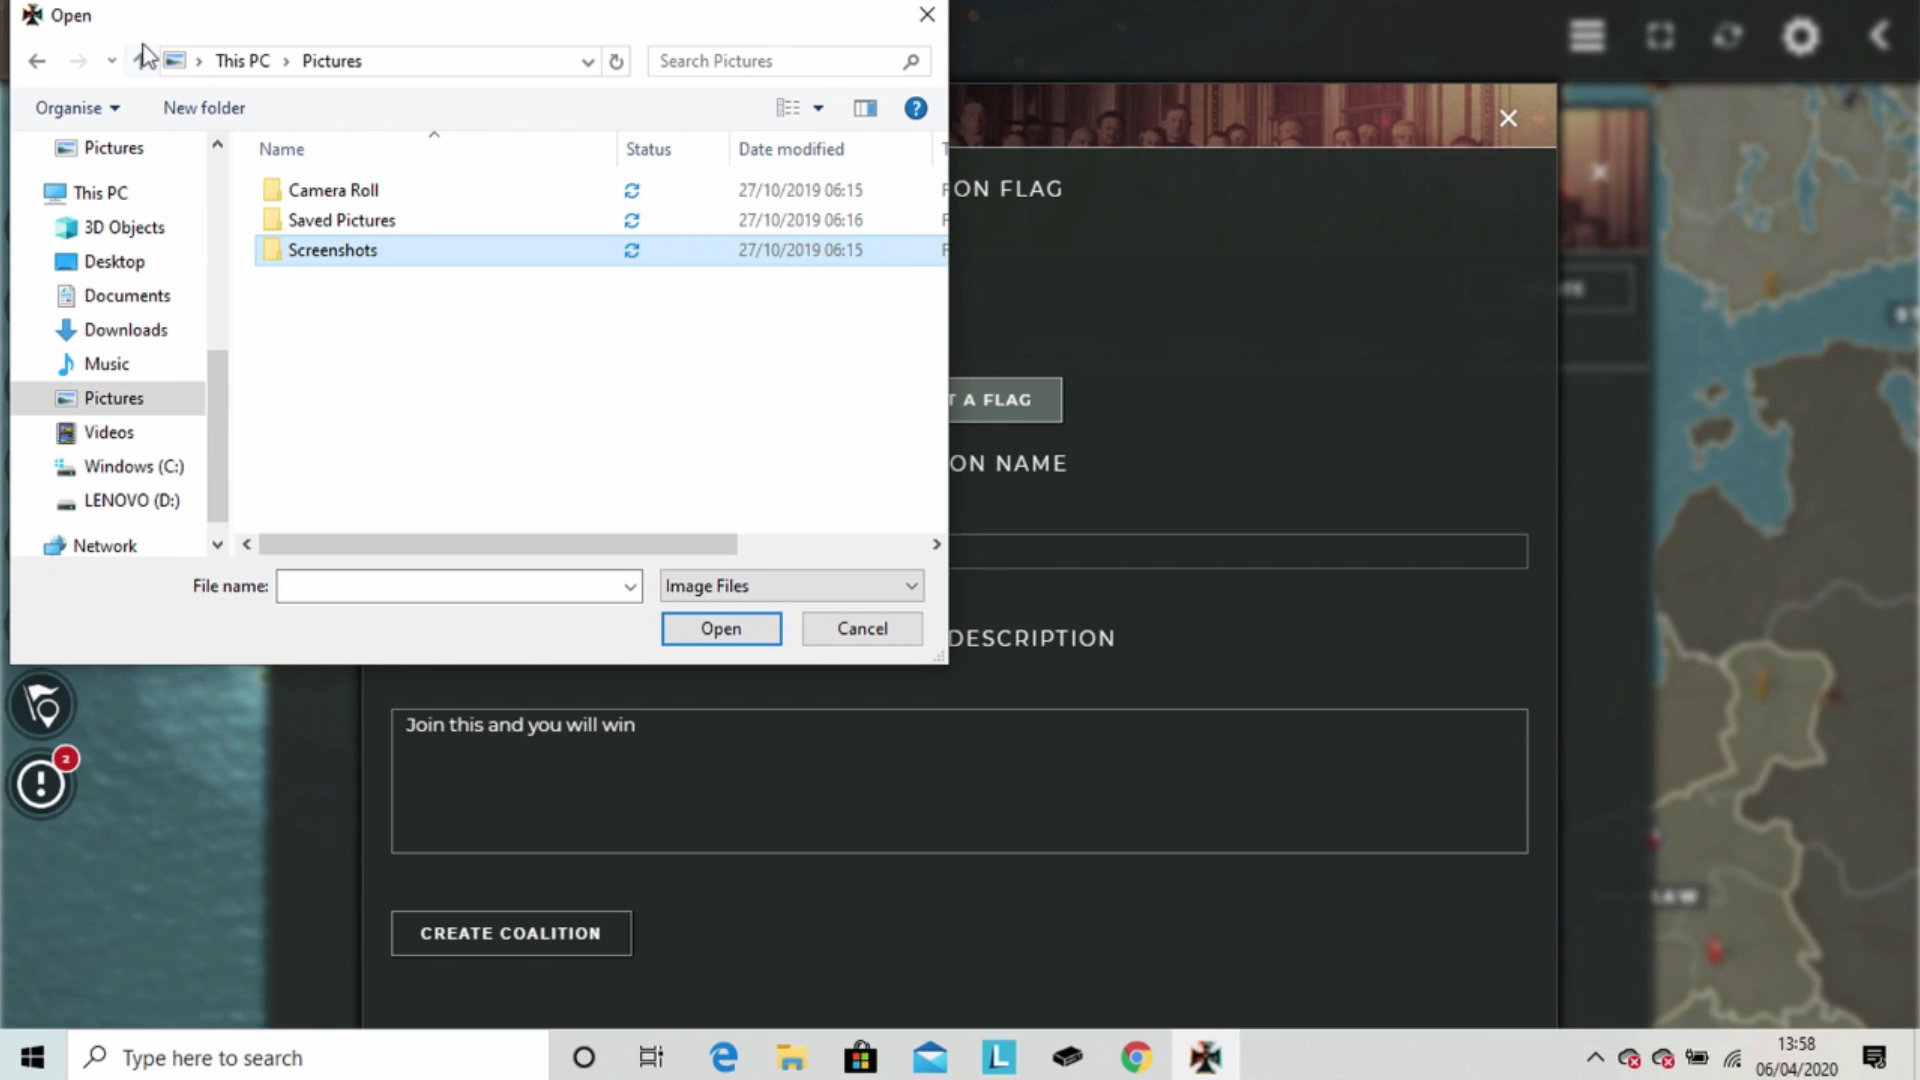 Open
This PC
Pictures
Search Pictures
Organise
New folder
?
Pictures
This PC
3D Objects
Desktop
Documents
Downloads
Music
Pictures
Videos
Windows (C:)
LENOVO (D:)
Network
Name
Status
Date modified
Camera Roll
27/10/2019 06:15
Saved Pictures
27/10/2019 06:16
Screenshots
27/10/2019 06:15
File name:
Image Files
Open
Cancel
ON FLAG
T A FLAG
ON NAME
DESCRIPTION
Join this and you will win
CREATE COALITION
2
Type here to search
L
13:58
06/04/2020